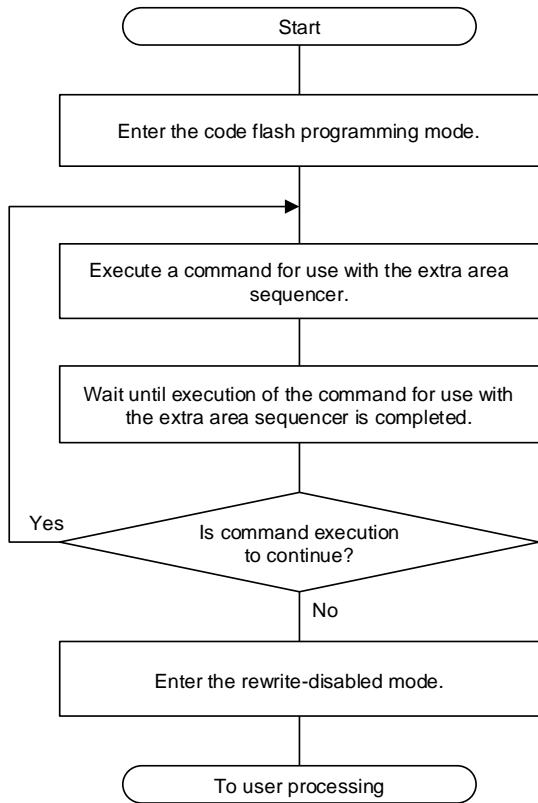 Start
Enter the code flash programming mode.
Execute a command for use with the extra area
sequencer.
Wait until execution of the command for use with
the extra area sequencer is completed.
Yes
Is command execution
to continue?
No
Enter the rewrite-disabled mode.
To user processing